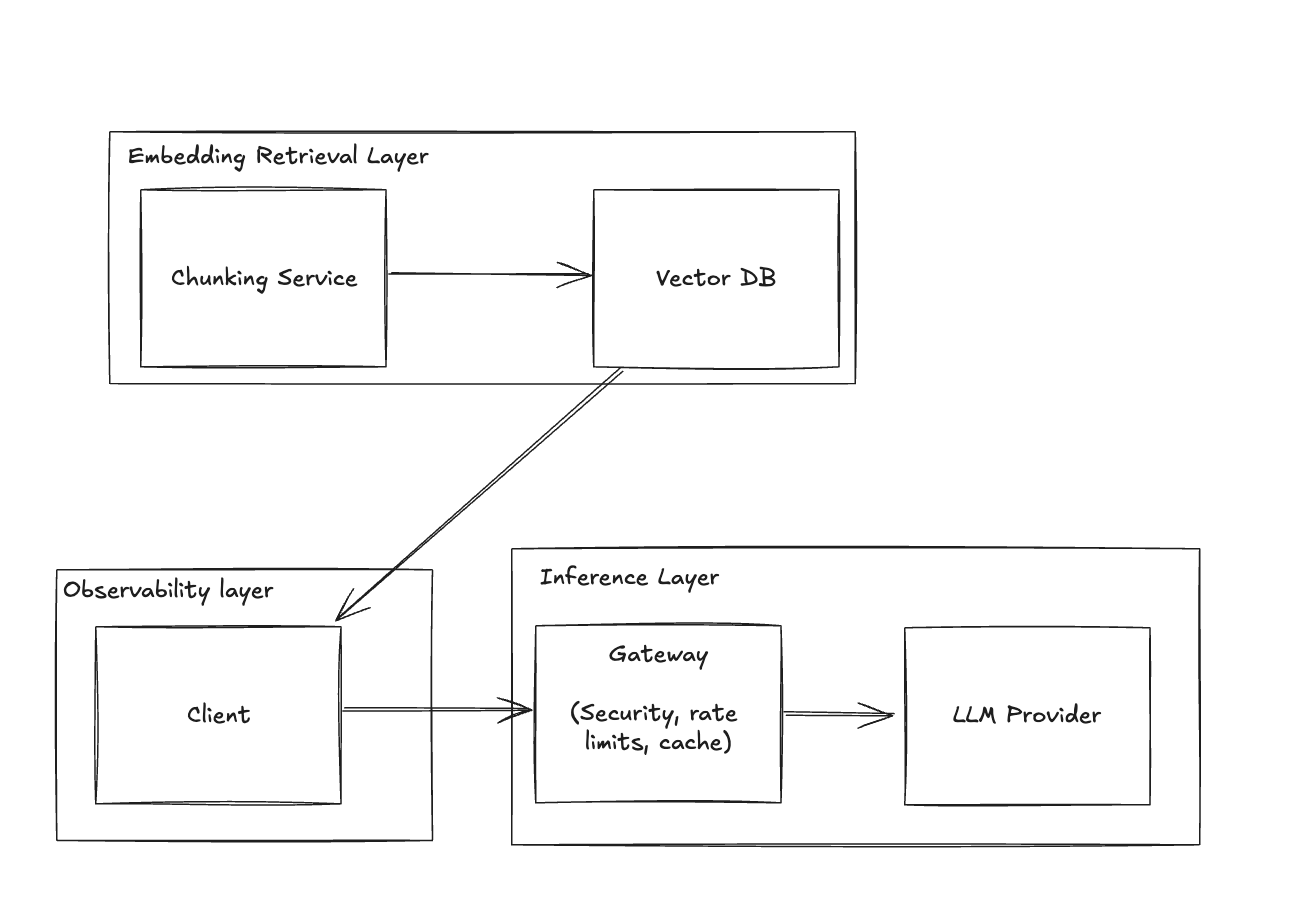 Embedding Retrieval Layer
Chunking Service
Vector DB
Observability layer
Client
Inference Layer
Gateway
(Security, rate
limits, cache)
LLM Provider